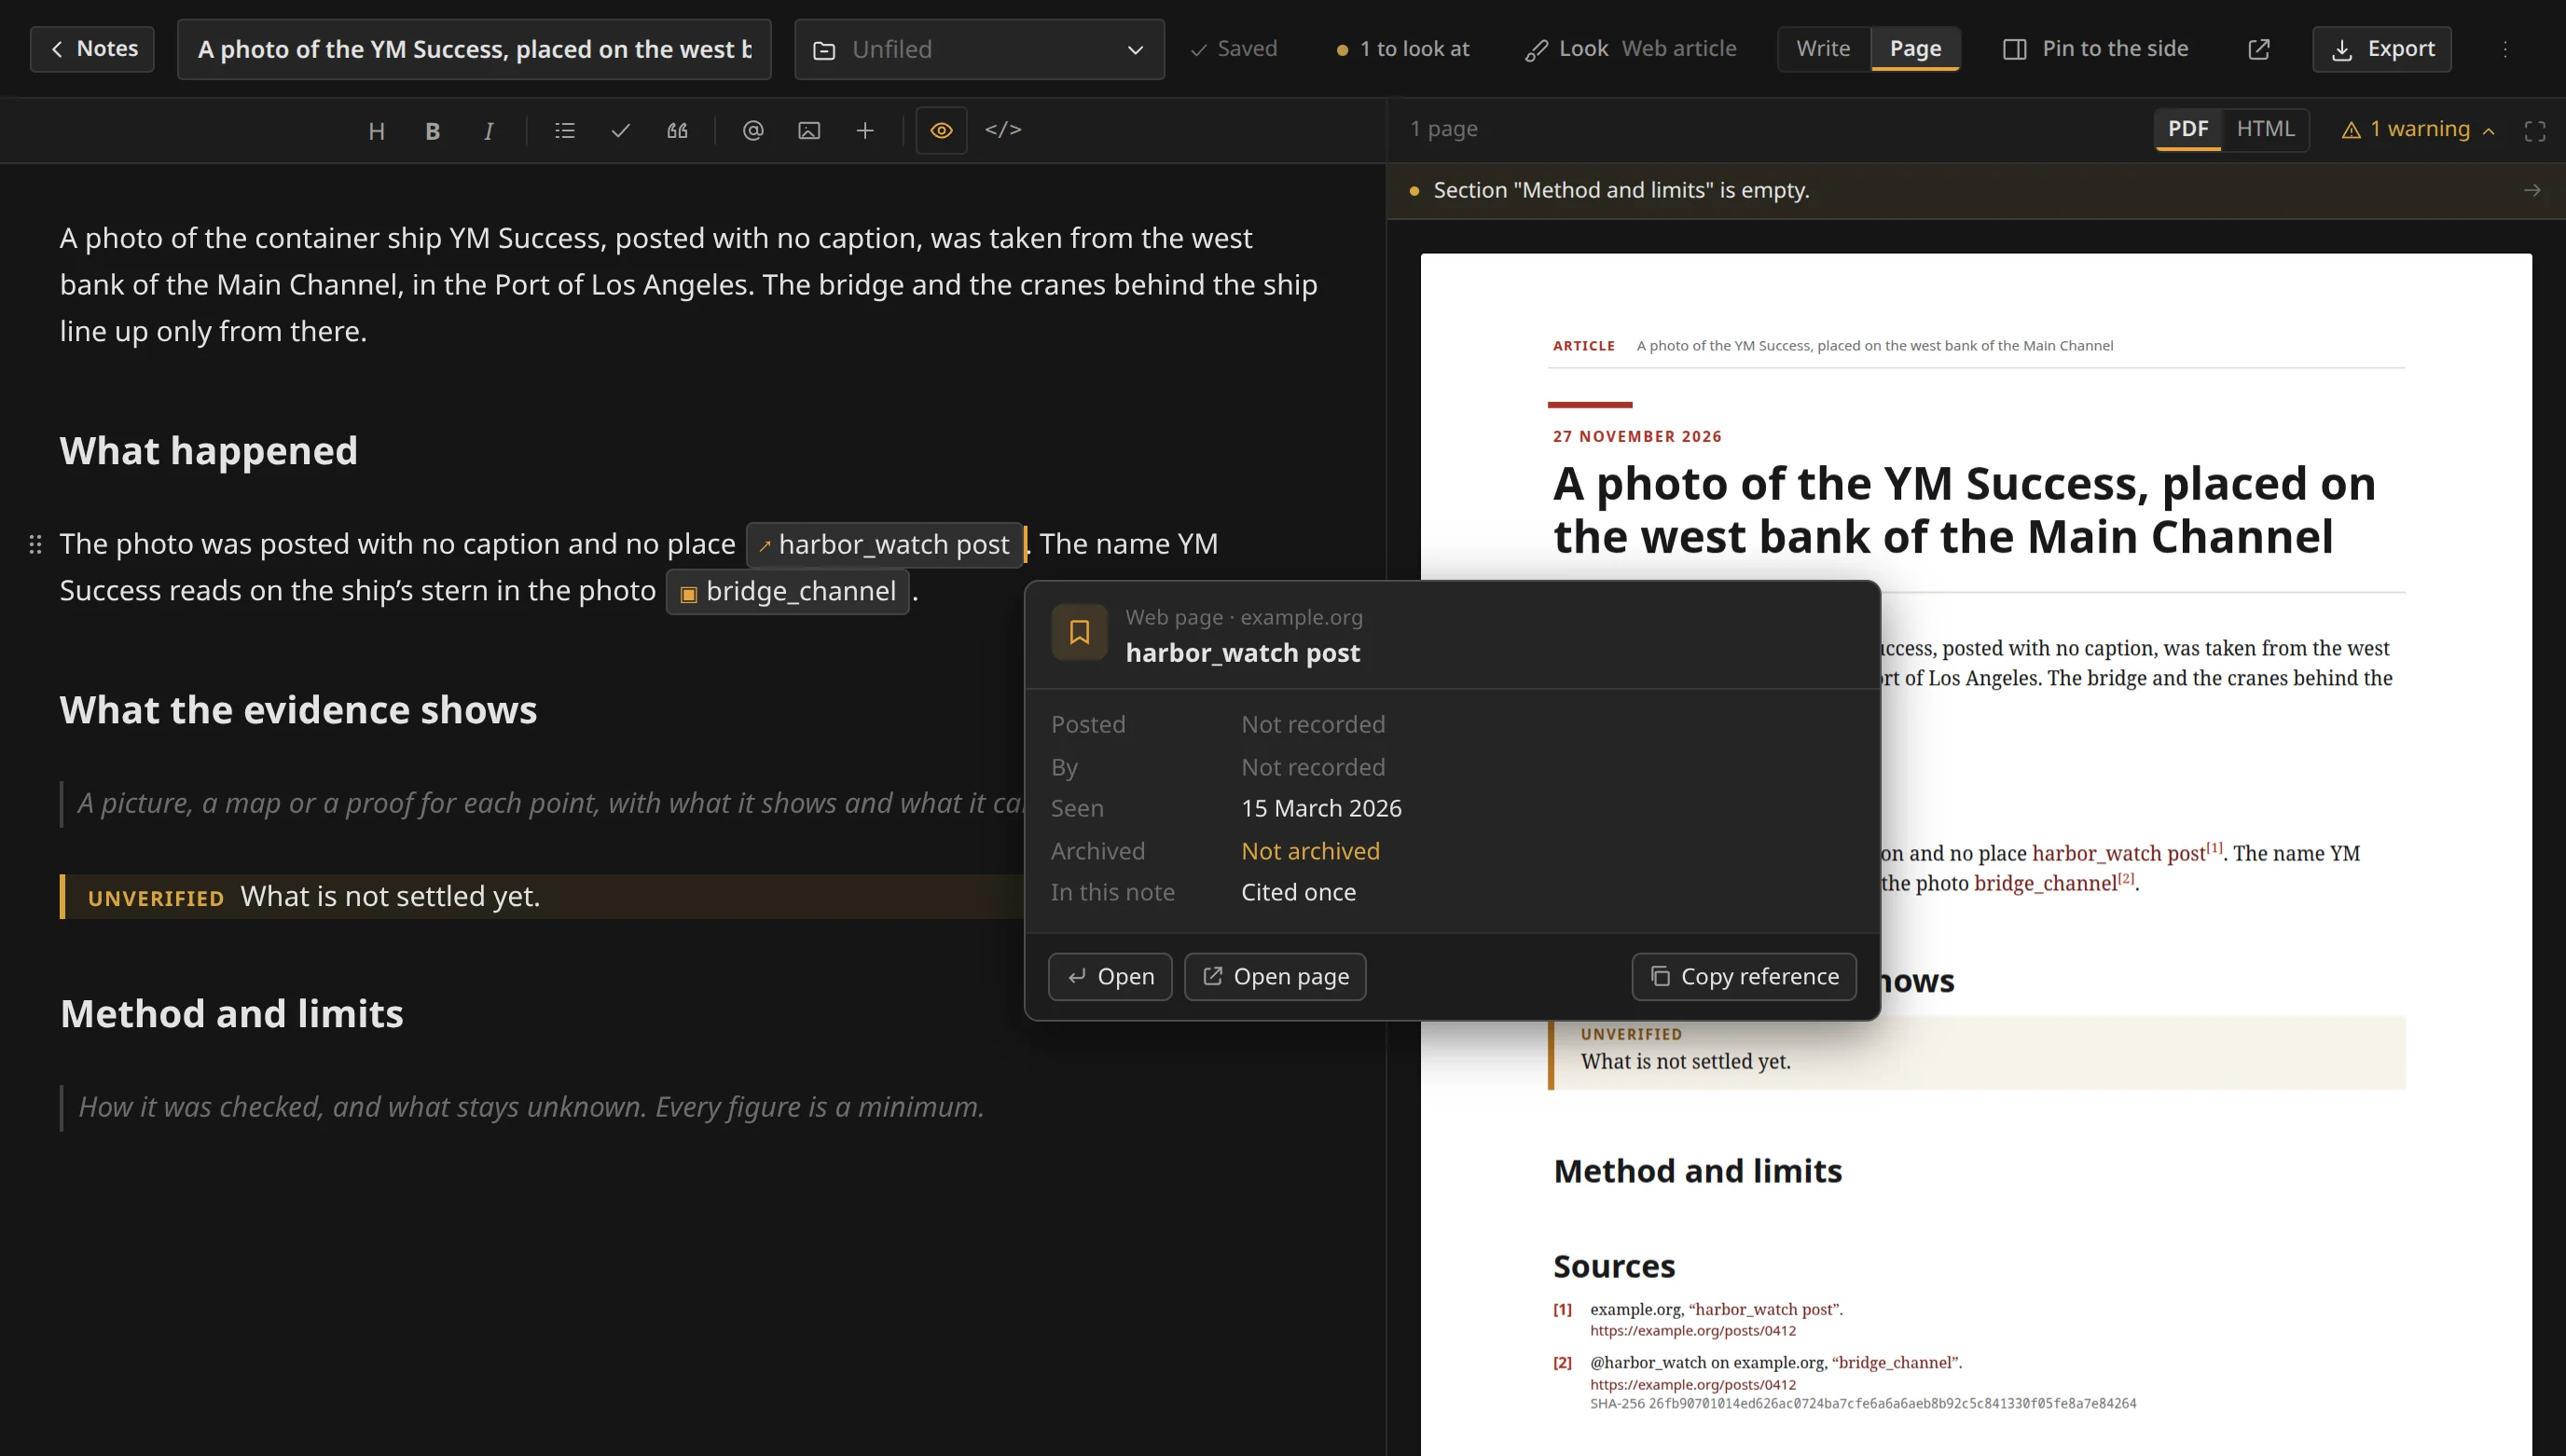 Notes
A photo of the YM Success, placed on the west b
Unfiled
Saved
1 to look at
Look Web article
Write Page
Pin to the side
Export
H B I @ </>
1 page
PDF HTML
1 warning
Section "Method and limits" is empty.
A photo of the container ship YM Success, posted with no caption, was taken from the west
bank of the Main Channel, in the Port of Los Angeles. The bridge and the cranes behind the ship
line up only from there.
What happened
The photo was posted with no caption and no place harbor_watch post. The name YM
Success reads on the ship’s stern in the photo bridge_channel.
What the evidence shows
A picture, a map or a proof for each point, with what it shows and what it
UNVERIFIED What is not settled yet.
Method and limits
How it was checked, and what stays unknown. Every figure is a minimum.
Web page · example.org
harbor_watch post
Posted Not recorded
By Not recorded
Seen 15 March 2026
Archived Not archived
In this note Cited once
Open
Open page
Copy reference
ARTICLE A photo of the YM Success, placed on the west bank of the Main Channel
27 NOVEMBER 2026
A photo of the YM Success, placed on
the west bank of the Main Channel
uccess, posted with no caption, was taken from the west
ort of Los Angeles. The bridge and the cranes behind the
on and no place harbor_watch post[1]. The name YM
the photo bridge_channel[2].
hows
UNVERIFIED
What is not settled yet.
Method and limits
Sources
[1] example.org, “harbor_watch post”.
https://example.org/posts/0412
[2] @harbor_watch on example.org, “bridge_channel”.
https://example.org/posts/0412
SHA-256 26fb90701014ed626ac0724ba7cfe6a6a6aeb8b92c5c841330f05fe8a7e84264